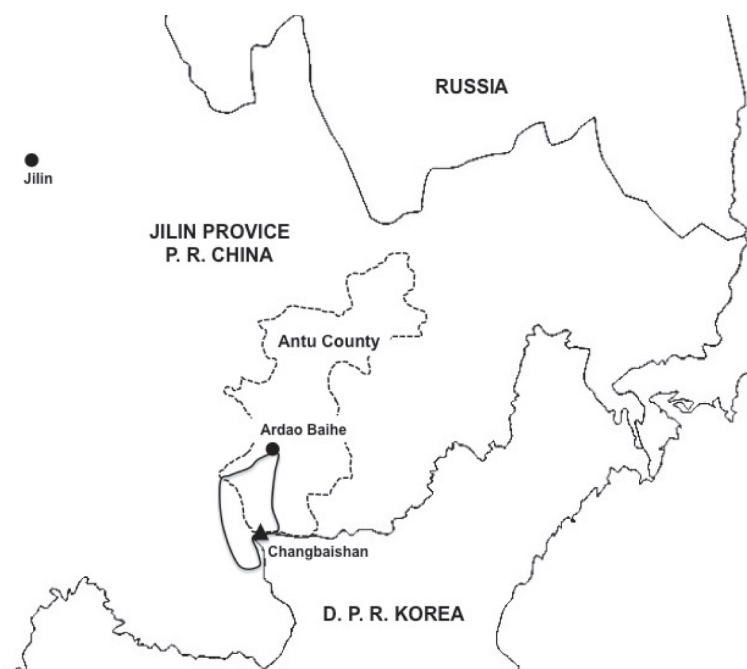 RUSSIA
Jilin
JILIN PROVICE
P. R. CHINA
Antu County
Ardao Baihe
Changbaishan
D. P. R. KOREA